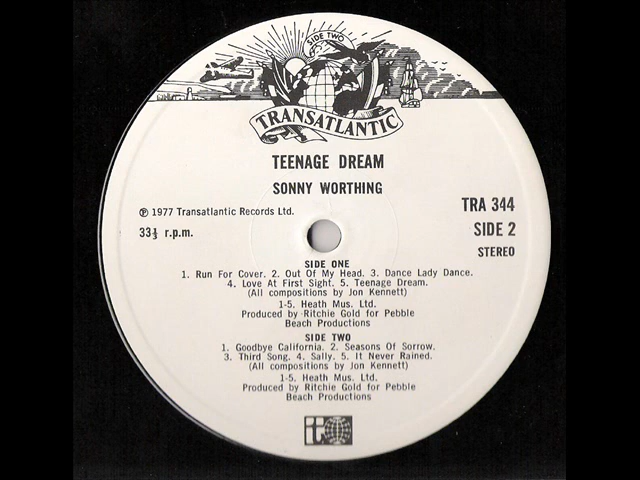 SIDE TWO
TRANSATLANTIC
TEENAGE DREAM
SONNY WORTHING
℗ 1977 Transatlantic Records Ltd.
TRA 344
33⅓ r.p.m.
SIDE 2
STEREO
SIDE ONE
1. Run For Cover. 2. Out Of My Head. 3. Dance Lady Dance.
4. Love At First Sight. 5. Teenage Dream.
(All compositions by Jon Kennett)
1-5. Heath Mus. Ltd.
Produced by Ritchie Gold for Pebble
Beach Productions
SIDE TWO
1. Goodbye California. 2. Seasons Of Sorrow.
3. Third Song. 4. Sally. 5. It Never Rained.
(All compositions by Jon Kennett)
1-5. Heath Mus. Ltd.
Produced by Ritchie Gold for Pebble
Beach Productions